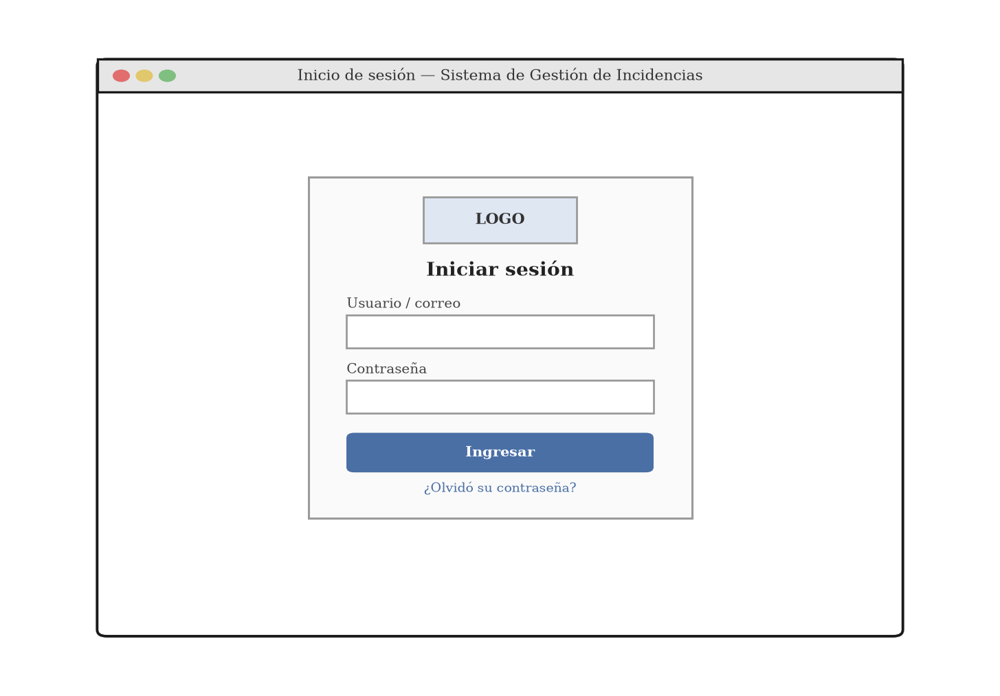 Inicio de sesión — Sistema de Gestión de Incidencias
LOGO
Iniciar sesión
Usuario / correo
Contraseña
Ingresar
¿Olvidó su contraseña?